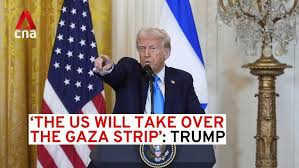 cna
'THE US WILL TAKE OVER
THE GAZA STRIP': TRUMP